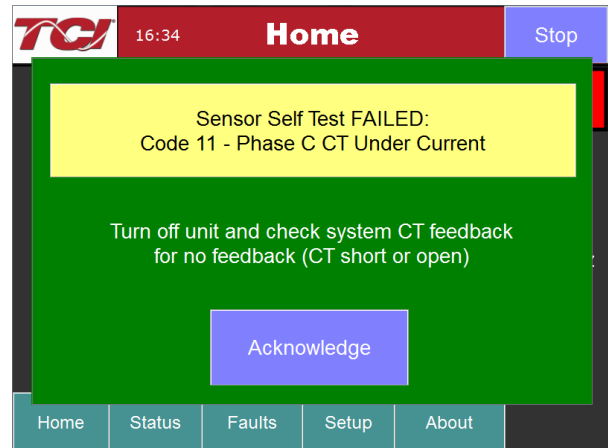 TCI
16:34
Home
Stop
Sensor Self Test FAILED:
Code 11 - Phase C CT Under Current
Turn off unit and check system CT feedback
for no feedback (CT short or open)
Acknowledge
Home
Status
Faults
Setup
About